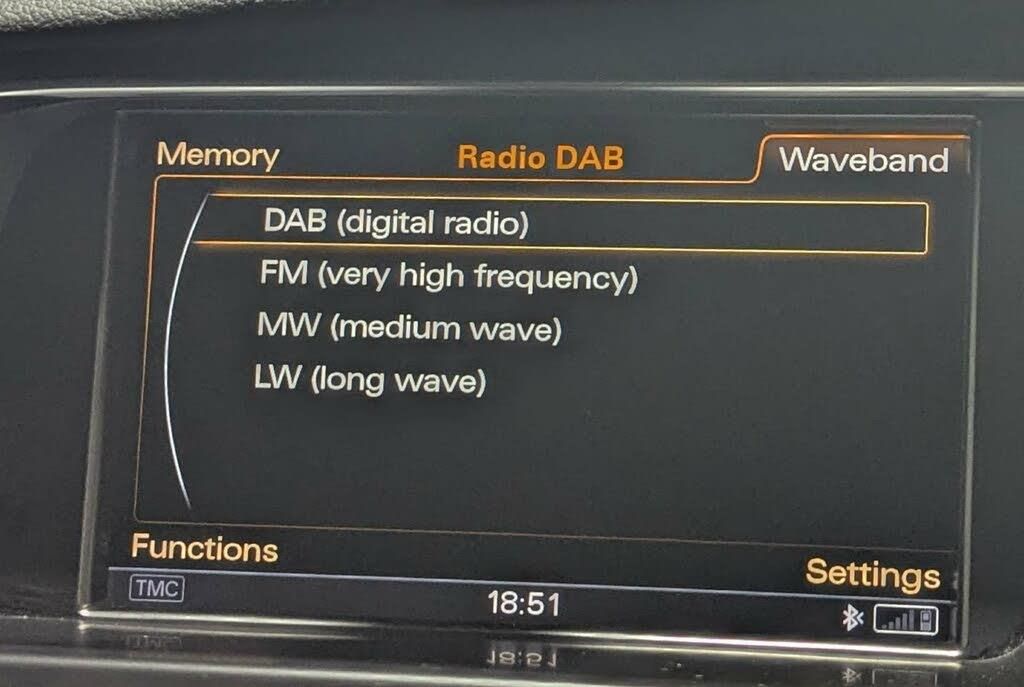 Memory Radio DAB Waveband
DAB (digital radio)
FM (very high frequency)
MW (medium wave)
LW (long wave)
Functions Settings
TMC 18:51